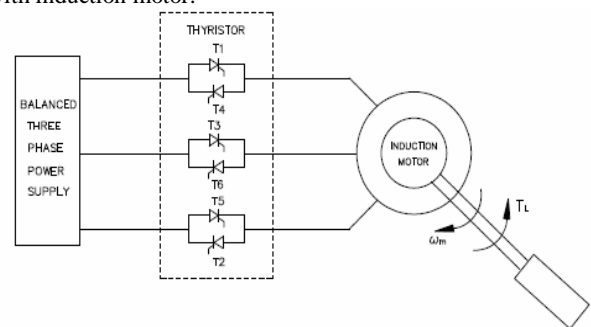 with induction motor.
THYRISTOR
T1
T4
T3
T6
T5
T2
BALANCED
THREE
PHASE
POWER
SUPPLY
INDUCTION
MOTOR
TL
ωm